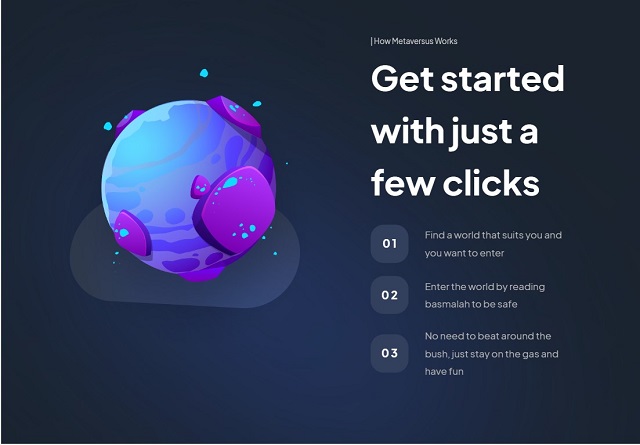 | How Metaversus Works
Get started
with just a
few clicks
01
Find a world that suits you and
you want to enter
02
Enter the world by reading
basmalah to be safe
03
No need to beat around the
bush, just stay on the gas and
have fun